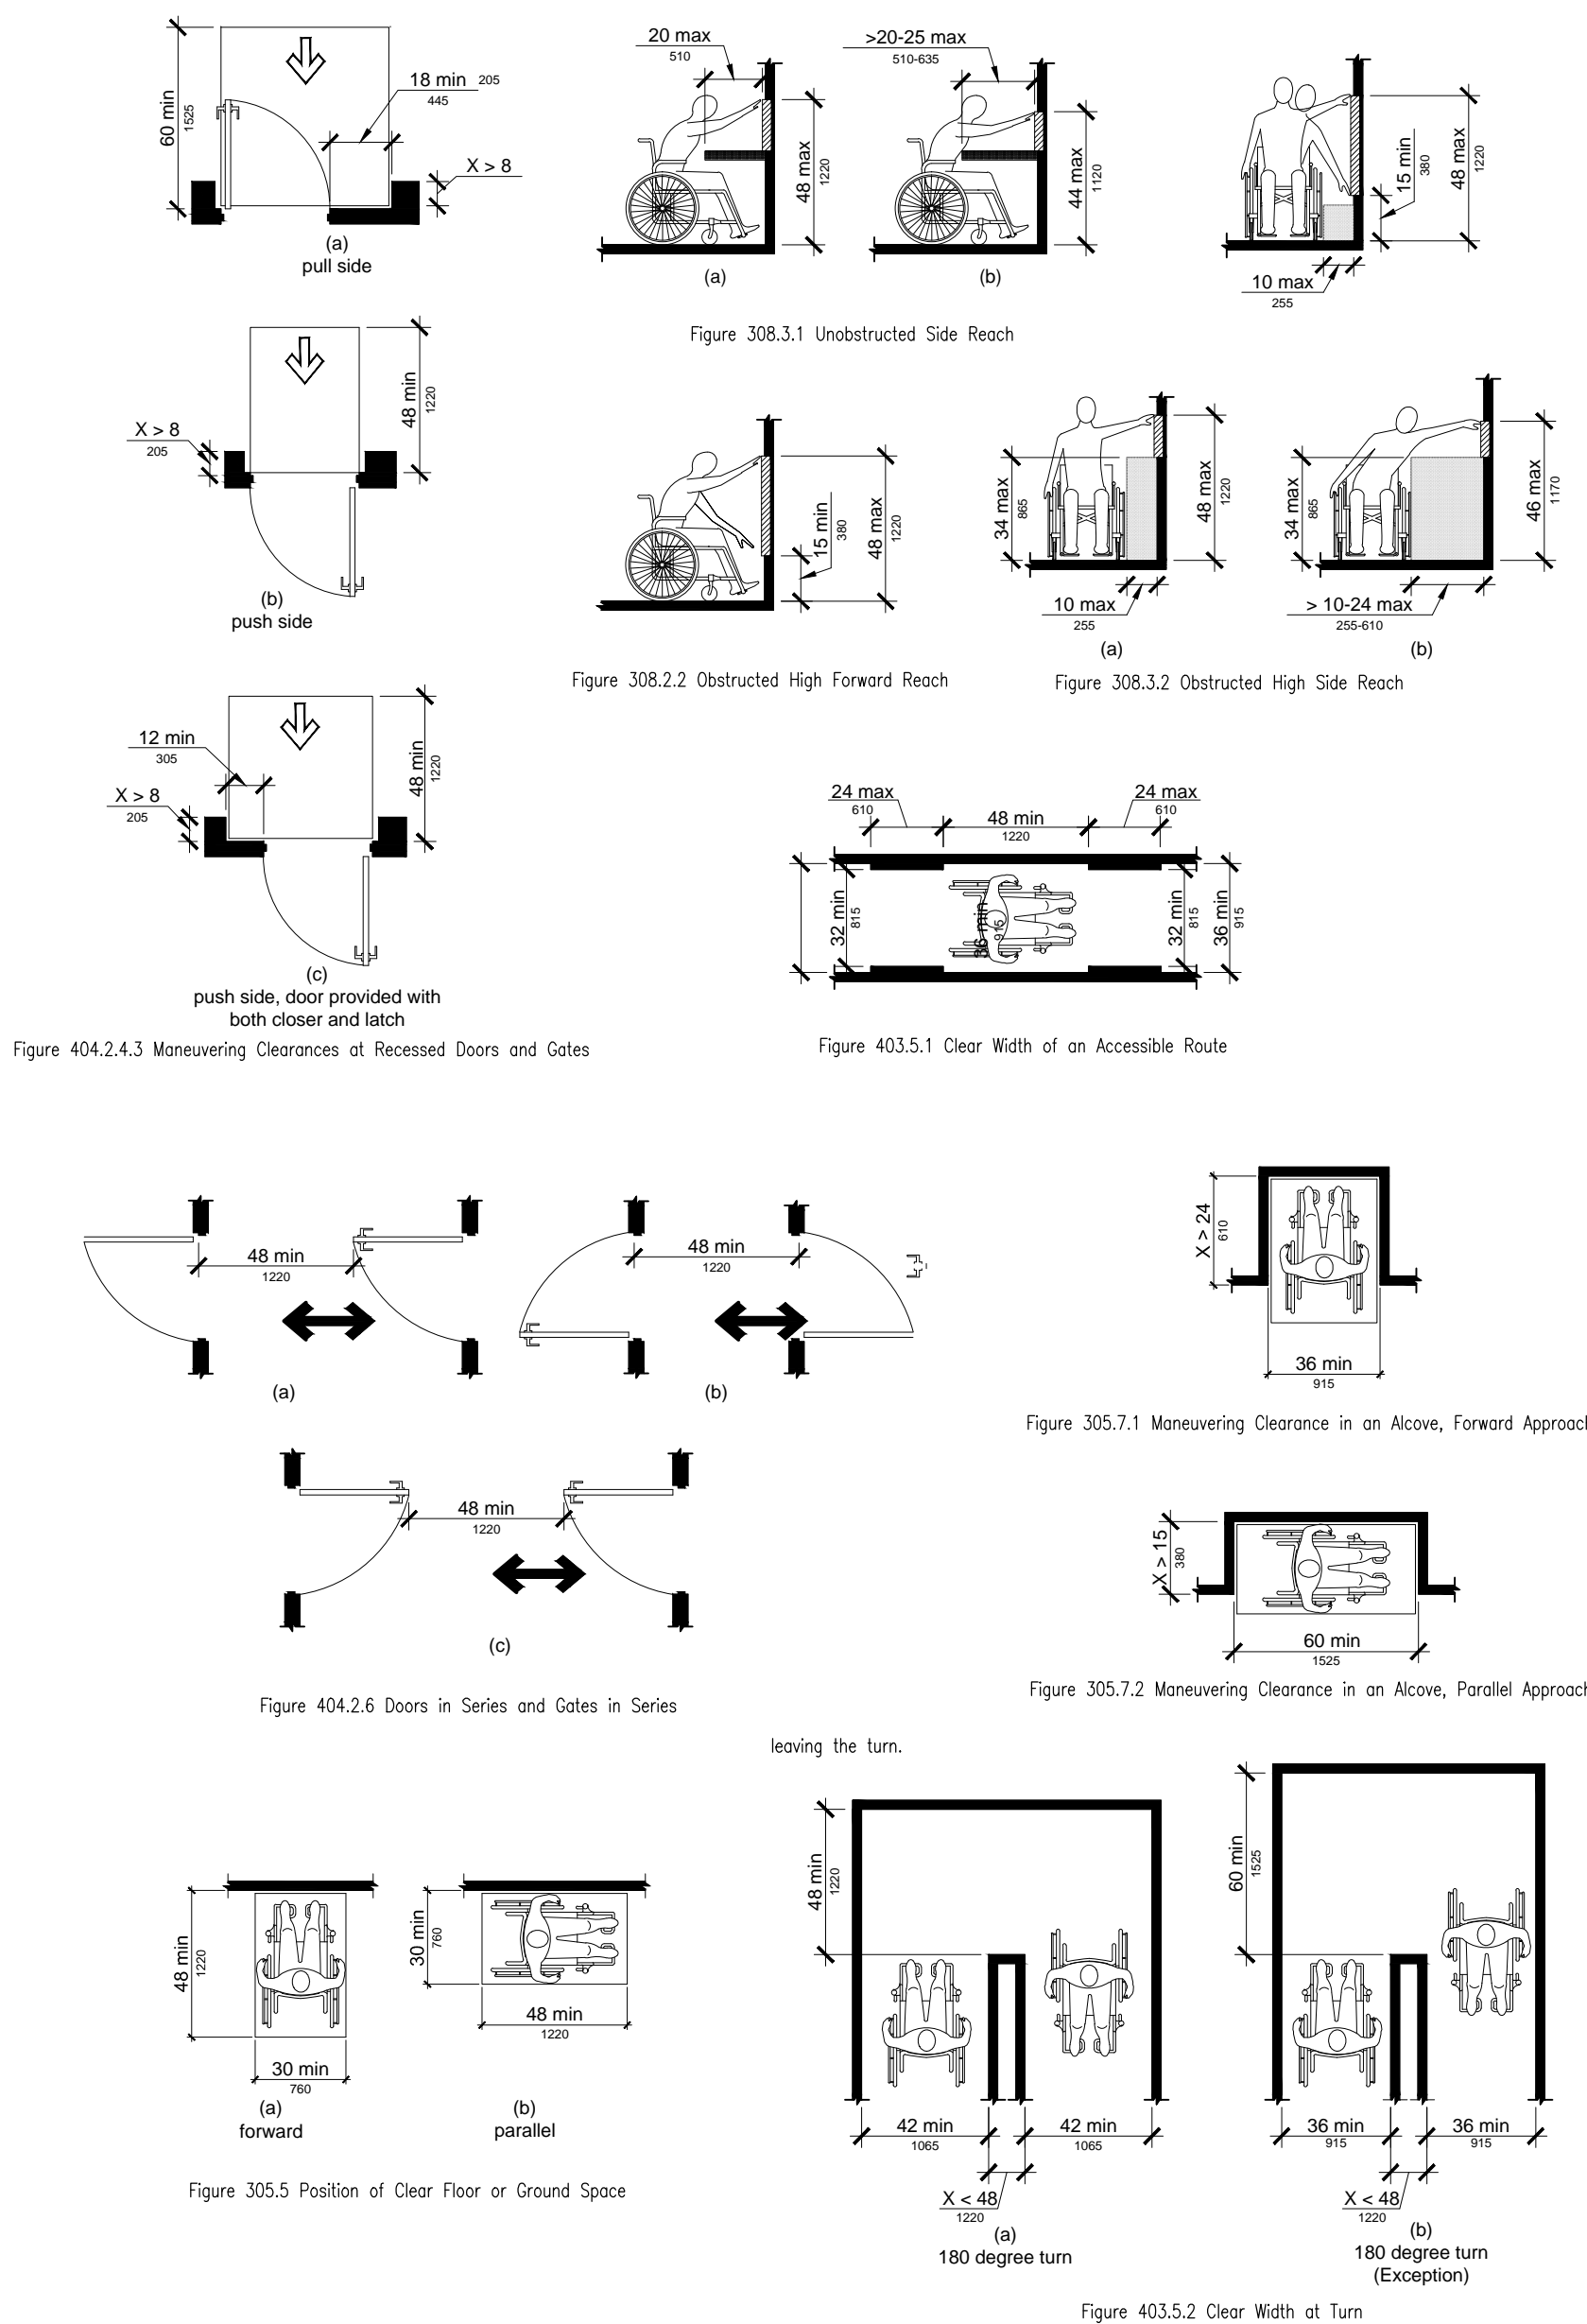 60 min
1525
18 min 205
445
X > 8
(a)
pull side
20 max
510
48 max
1220
(a)
>20-25 max
510-635
44 max
1120
(b)
15 min
380
48 max
1220
10 max
255
Figure 308.3.1 Unobstructed Side Reach
48 min
1220
X > 8
205
(b)
push side
15 min
380
48 max
1220
Figure 308.2.2 Obstructed High Forward Reach
34 max
865
48 max
1220
10 max
255
(a)
34 max
865
46 max
1170
> 10-24 max
255-610
(b)
Figure 308.3.2 Obstructed High Side Reach
12 min
305
X > 8
205
48 min
1220
(c)
push side, door provided with
both closer and latch
Figure 404.2.4.3 Maneuvering Clearances at Recessed Doors and Gates
24 max
610
48 min
1220
24 max
610
32 min
815
36 min
915
32 min
815
36 min
915
Figure 403.5.1 Clear Width of an Accessible Route
48 min
1220
(a)
48 min
1220
(b)
48 min
1220
(c)
Figure 404.2.6 Doors in Series and Gates in Series
X > 24
610
36 min
915
Figure 305.7.1 Maneuvering Clearance in an Alcove, Forward Approach
X > 15
380
60 min
1525
Figure 305.7.2 Maneuvering Clearance in an Alcove, Parallel Approach
leaving the turn.
48 min
1220
30 min
760
(a)
forward
30 min
760
48 min
1220
(b)
parallel
Figure 305.5 Position of Clear Floor or Ground Space
48 min
1220
42 min
1065
42 min
1065
X < 48
1220
(a)
180 degree turn
60 min
1525
36 min
915
36 min
915
X < 48
1220
(b)
180 degree turn
(Exception)
Figure 403.5.2 Clear Width at Turn